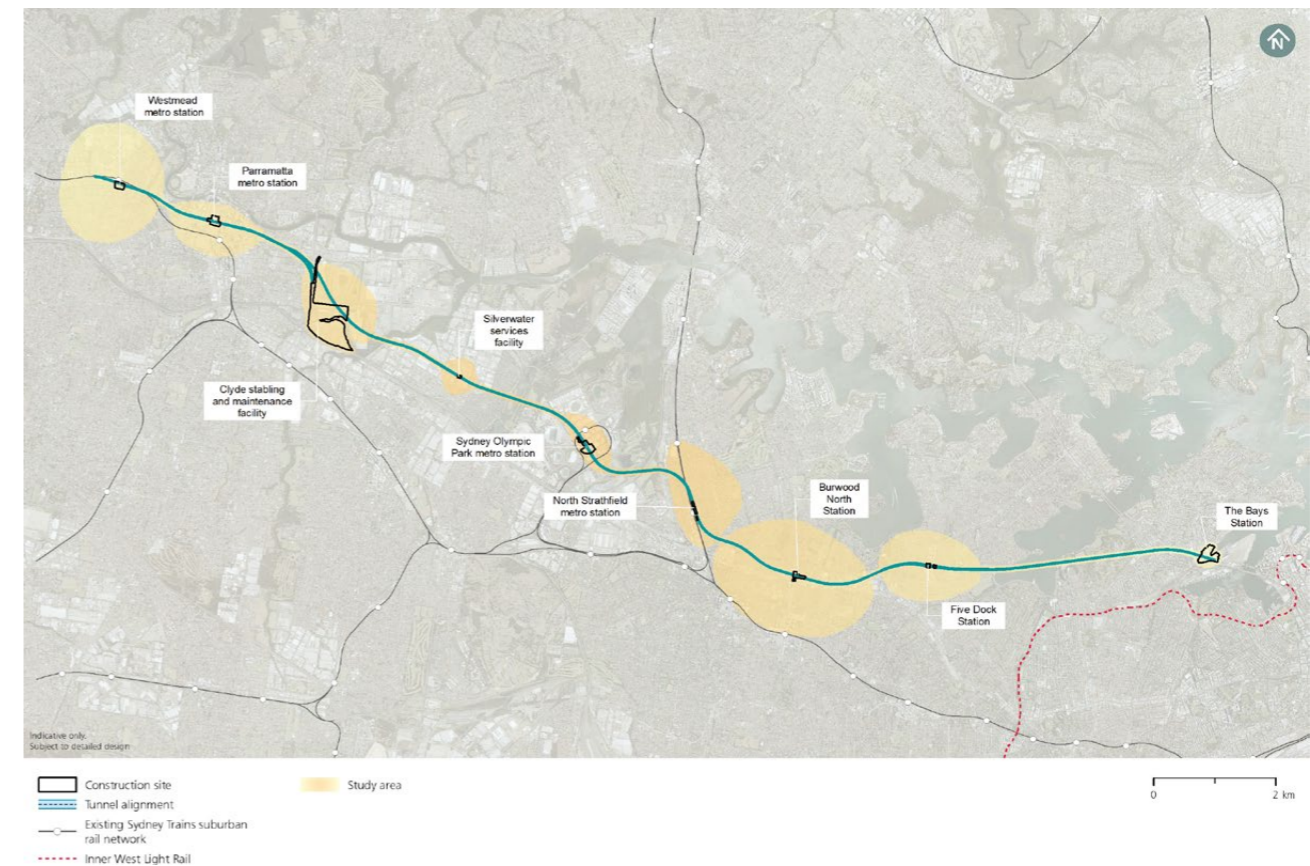 N
Westmead
metro station
Parramatta
metro station
Silverwater
services
facility
Clyde stabling
and maintenance
facility
Sydney Olympic
Park metro station
North Strathfield
metro station
Burwood
North
Station
The Bays
Station
Five Dock
Station
Indicative only.
Subject to detailed design
Construction site
Tunnel alignment
Existing Sydney Trains suburban
rail network
Inner West Light Rail
Study area
0 2 km